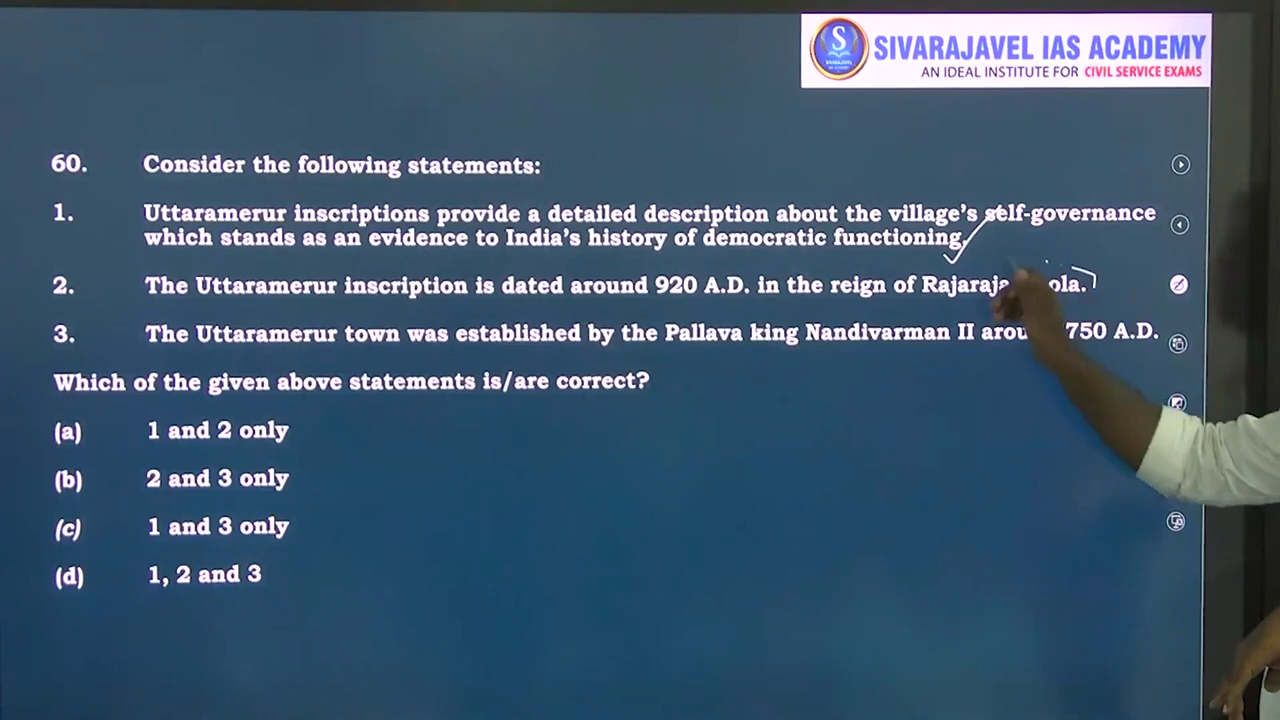 S
SIVARAJAVEL IAS ACADEMY
AN IDEAL INSTITUTE FOR CIVIL SERVICE EXAMS
60. Consider the following statements:
1. Uttaramerur inscriptions provide a detailed description about the village's self-governance
which stands as an evidence to India's history of democratic functioning.
2. The Uttaramerur inscription is dated around 920 A.D. in the reign of Rajaraja ola.
3. The Uttaramerur town was established by the Pallava king Nandivarman II arou 750 A.D.
Which of the given above statements is/are correct?
(a) 1 and 2 only
(b) 2 and 3 only
(c) 1 and 3 only
(d) 1, 2 and 3